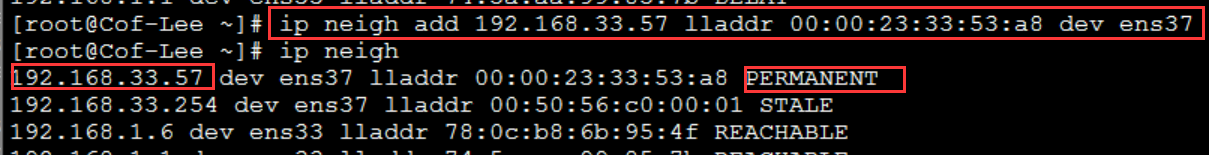 [root@Cof-Lee ~]# ip neigh add 192.168.33.57 lladdr 00:00:23:33:53:a8 dev ens37
[root@Cof-Lee ~]# ip neigh
192.168.33.57 dev ens37 lladdr 00:00:23:33:53:a8 PERMANENT
192.168.33.254 dev ens37 lladdr 00:50:56:c0:00:01 STALE
192.168.1.6 dev ens33 lladdr 78:0c:b8:6b:95:4f REACHABLE